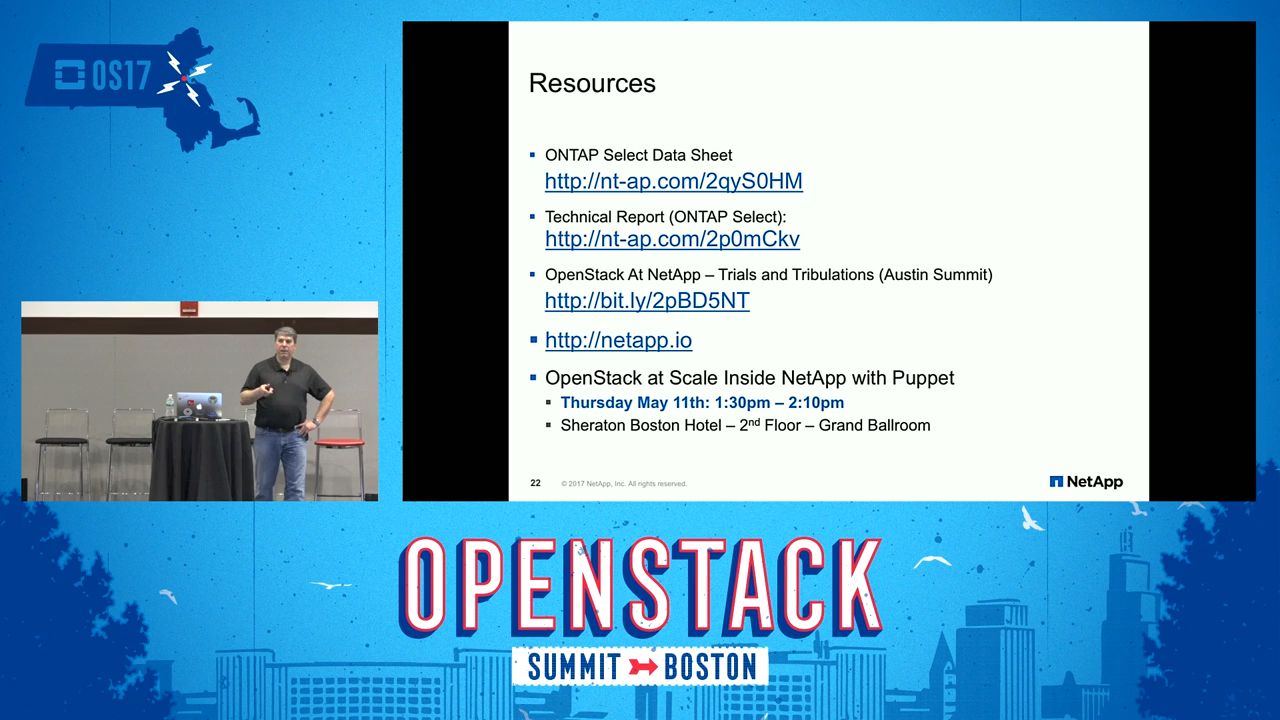 OS17
Resources
ONTAP Select Data Sheet
http://nt-ap.com/2qyS0HM
Technical Report (ONTAP Select):
http://nt-ap.com/2p0mCkv
OpenStack At NetApp – Trials and Tribulations (Austin Summit)
http://bit.ly/2pBD5NT
http://netapp.io
OpenStack at Scale Inside NetApp with Puppet
Thursday May 11th: 1:30pm – 2:10pm
Sheraton Boston Hotel – 2nd Floor – Grand Ballroom
22 © 2017 NetApp, Inc. All rights reserved.
NetApp
OPENSTACK
SUMMIT BOSTON